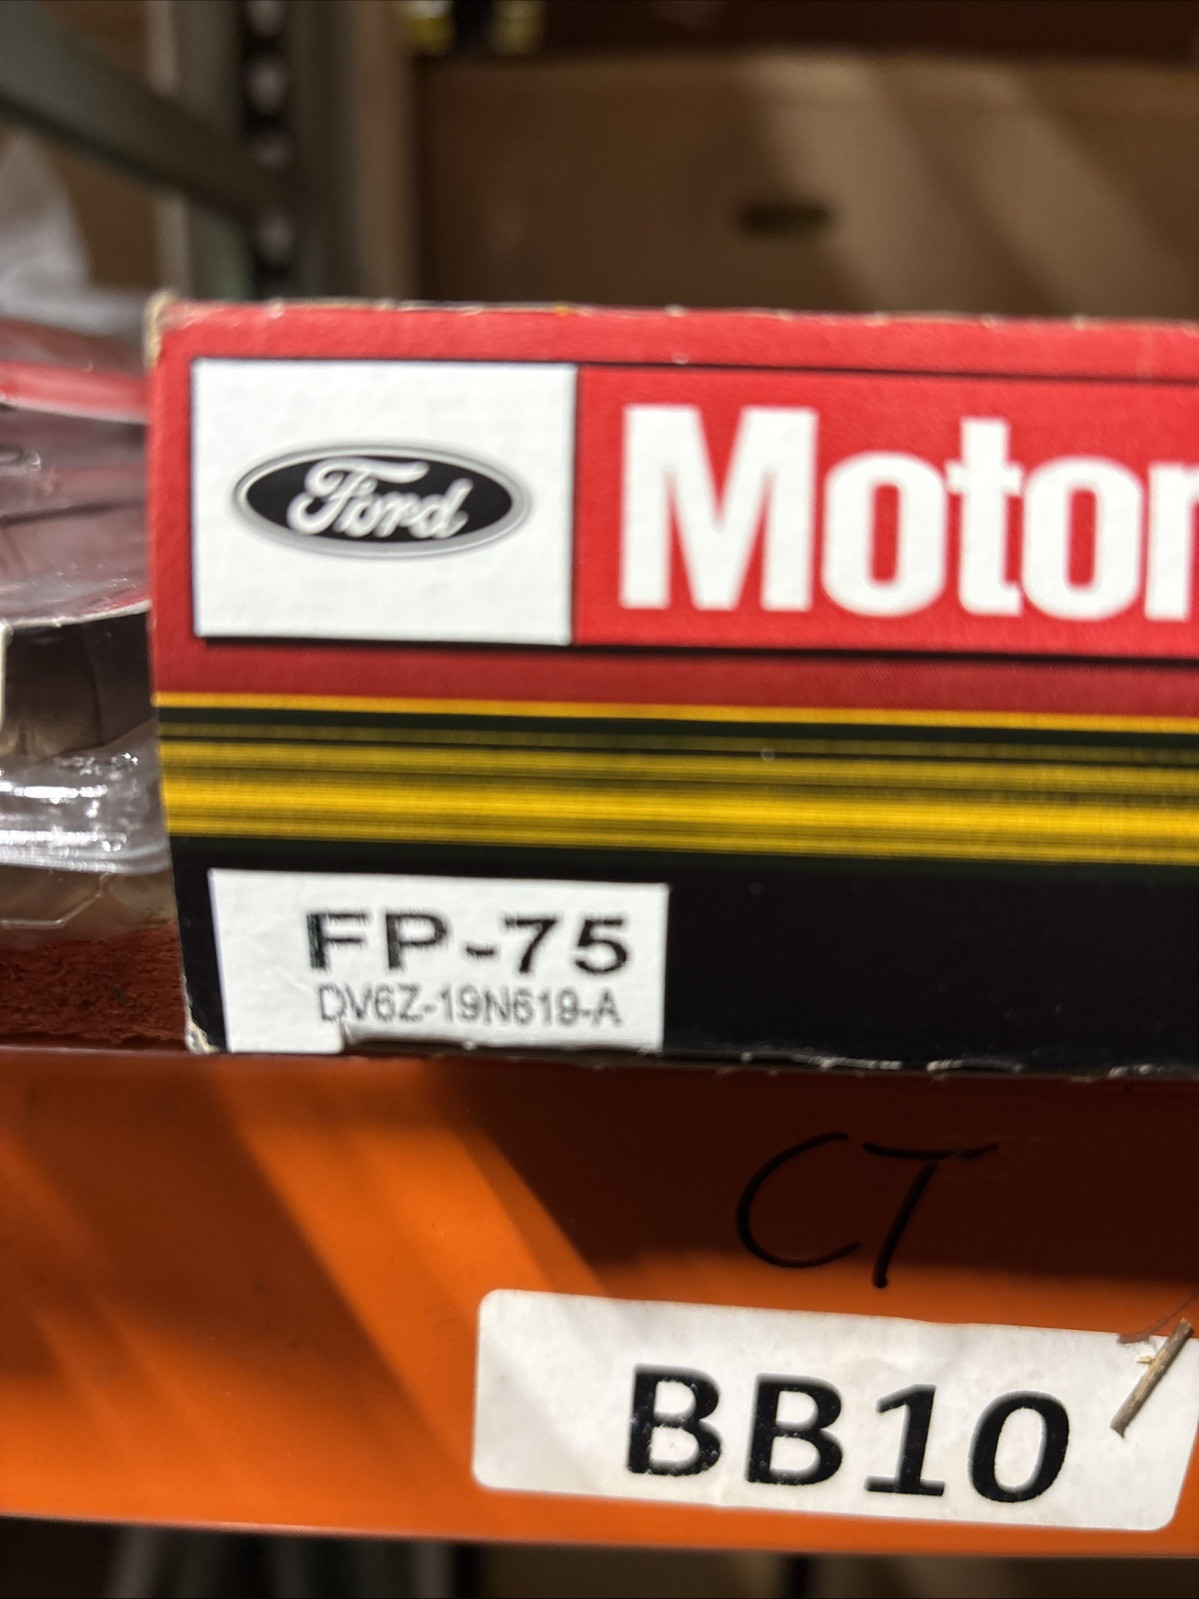 Ford
Motor
FP-75
DV6Z-19N619-A
CT
BB10